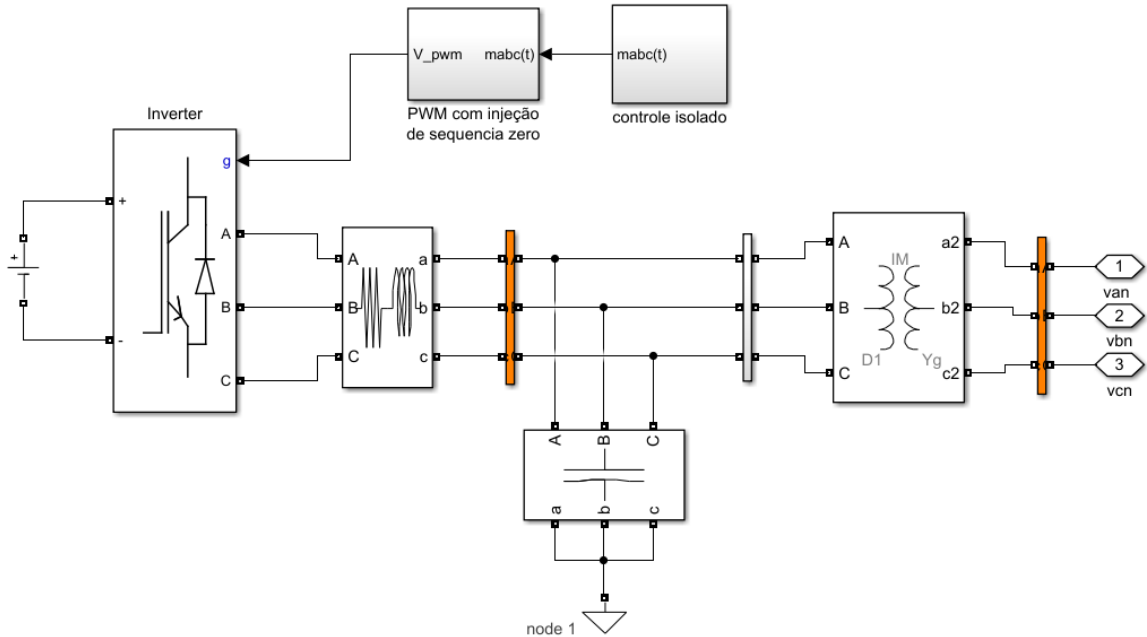 V_pwm
mabc(t)
mabc(t)
PWM com injeção
de sequencia zero
controle isolado
Inverter
g
+
-
A
B
C
+
A
B
C
a
b
c
A
B
C
a
b
c
A
B
C
IM
D1
Yg
a2
b2
c2
1
van
2
vbn
3
vcn
node 1